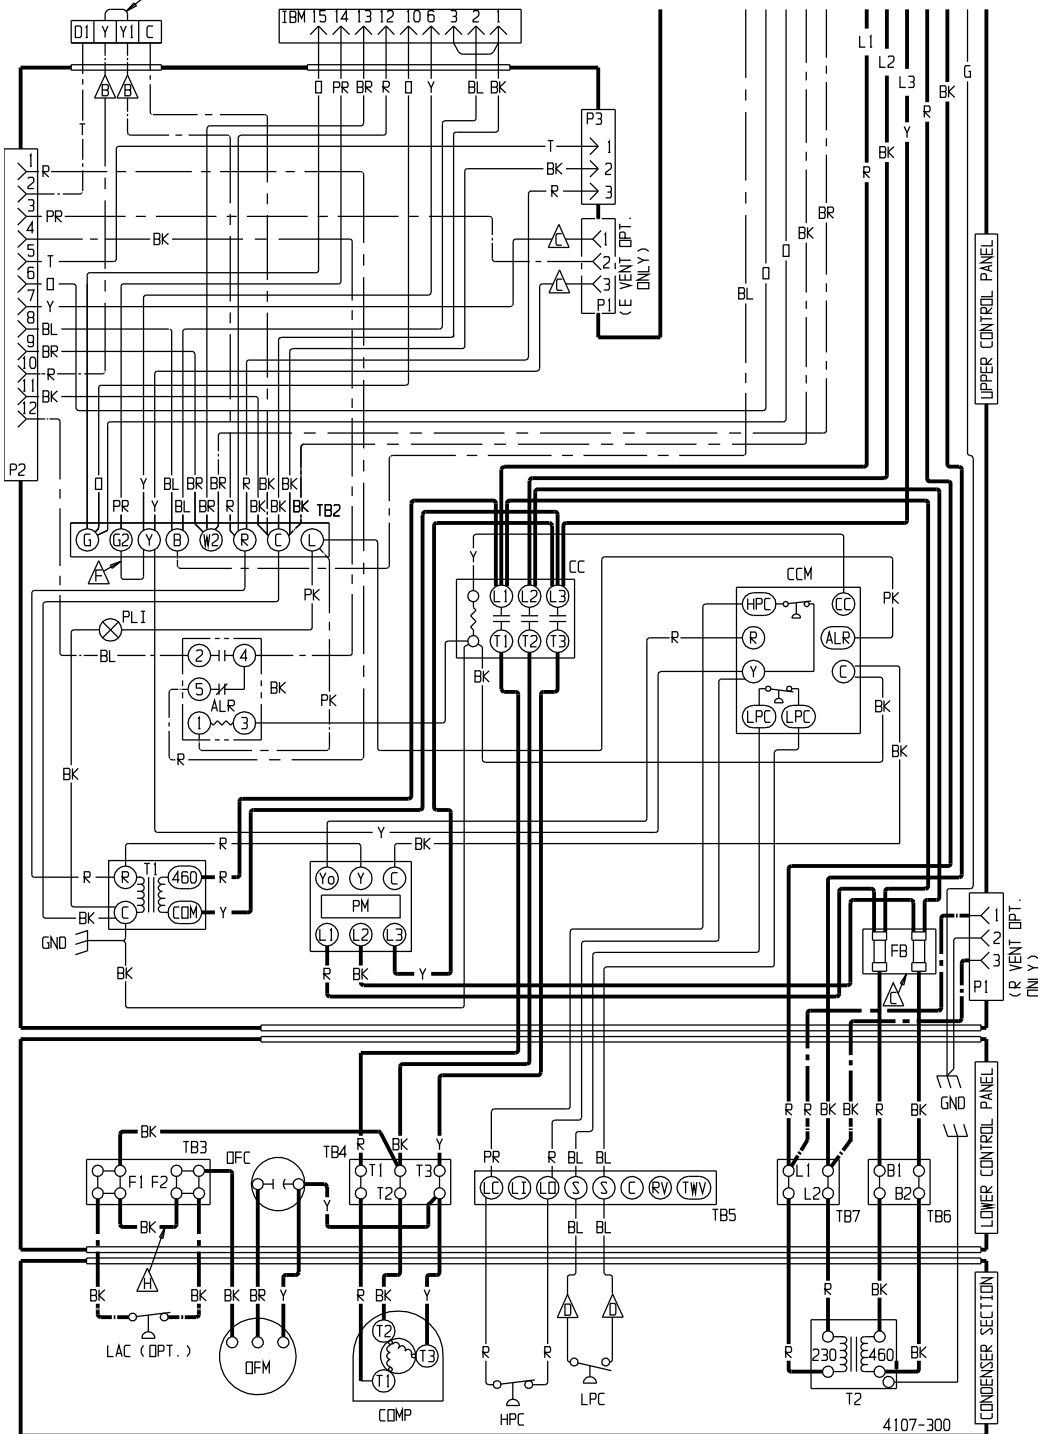 D1 Y Y1 C
IBM 15 14 13 12 10 6 3 2 1
B B
O PR BR R O Y BL BK
L1
L2
L3
G
R
BK
Y
BK
R
T
P3
T 1
BK 2
R 3
1 R
2
3 PR
4 BK
5 T
6 O
7 Y
8 BL
9 BR
10 R
11 BK
12
P2
C 1
2
C 3
P1
(E VENT OPT. ONLY)
BL O O BK BR
UPPER CONTROL PANEL
O PR Y Y BL BL BR BR BR R R BK BK BK BK
TB2
G G2 Y B W2 R C L
F
PK
PLI
BL
2 4
5
ALR
1 3
BK
PK
R
BK
Y
CC
L1 L2 L3
T1 T2 T3
BK
CCM
HPC CC
R R ALR
Y C
LPC LPC
PK
BK
BK
Y
R
BK
T1
R R 460 R
BK C COM Y
GND
BK
Yo Y C
PM
L1 L2 L3
R BK Y
FB
C
1
2
3
P1
(R VENT OPT. ONLY)
GND
R R BK BK R BK
LOWER CONTROL PANEL
BK
TB3
F1 F2
BK
H
OFC
Y
R BK Y
TB4
T1 T3
T2
PR R BL BL
LC LI LO S S C RV TWV
TB5
BL BL
L1
L2
TB7
B1
B2
TB6
BK BK BK BR Y
LAC (OPT.)
OFM
R BK Y
T2
T3
T1
COMP
D D
R R
HPC
LPC
R BK
R 230 460 BK
T2
CONDENSER SECTION
4107-300